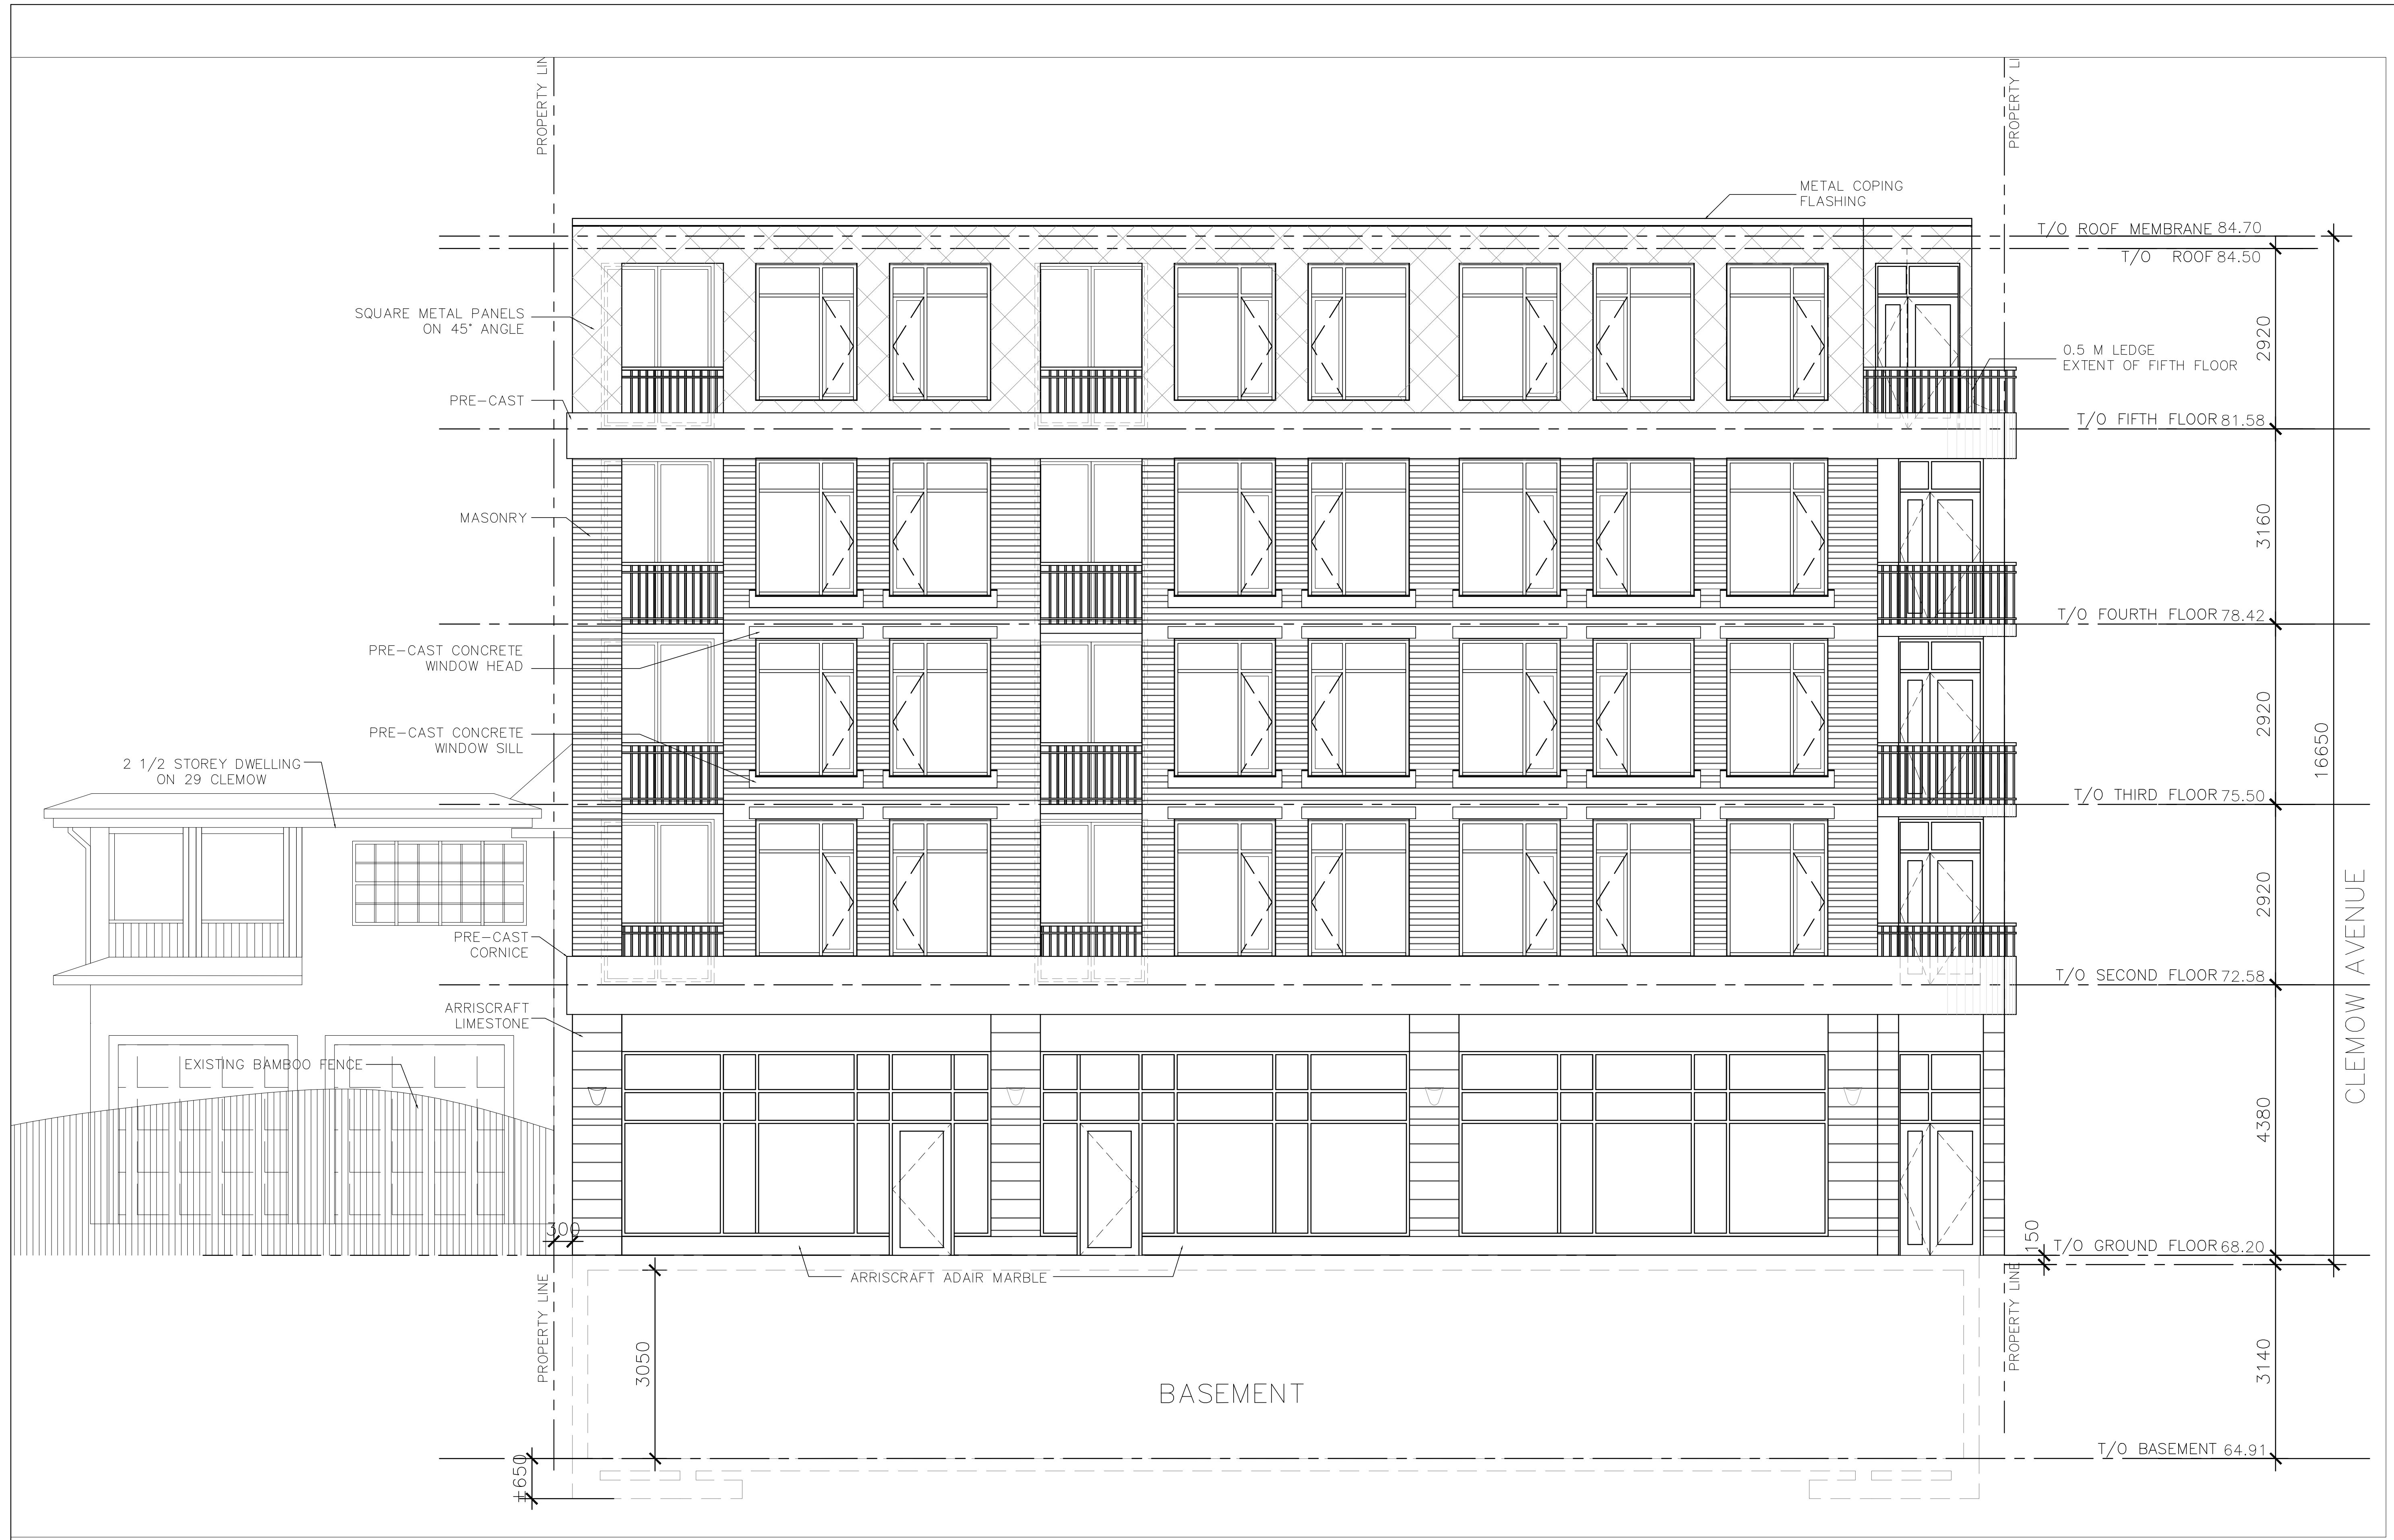 PROPERTY LIN
PROPERTY LI
METAL COPING
FLASHING
T/O ROOF MEMBRANE 84.70
T/O ROOF 84.50
SQUARE METAL PANELS
ON 45° ANGLE
2920
0.5 M LEDGE
EXTENT OF FIFTH FLOOR
PRE-CAST
T/O FIFTH FLOOR 81.58
MASONRY
3160
T/O FOURTH FLOOR 78.42
PRE-CAST CONCRETE
WINDOW HEAD
2920
PRE-CAST CONCRETE
WINDOW SILL
16650
2 1/2 STOREY DWELLING
ON 29 CLEMOW
T/O THIRD FLOOR 75.50
2920
CLEMOW AVENUE
PRE-CAST
CORNICE
T/O SECOND FLOOR 72.58
ARRISCRAFT
LIMESTONE
EXISTING BAMBOO FENCE
4380
300
150
T/O GROUND FLOOR 68.20
ARRISCRAFT ADAIR MARBLE
PROPERTY LINE
PROPERTY LINE
3050
3140
BASEMENT
T/O BASEMENT 64.91
±650